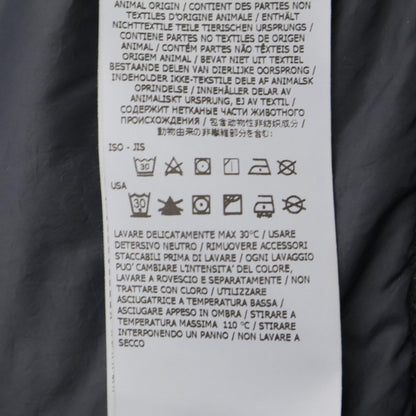 ANIMAL ORIGIN / CONTIENT DES PARTIES NON
TEXTILES D'ORIGINE ANIMALE / ENTHÄLT
NICHTTEXTILE TEILE TIERISCHEN URSPRUNGS /
CONTIENE PARTES NO TEXTILES DE ORIGEN
ANIMAL / CONTÉM PARTES NÃO TÊXTEIS DE
ORIGEM ANIMAL / BEVAT NIET UIT TEXTIEL
BESTAANDE DELEN VAN DIERLIJKE OORSPRONG /
INDEHOLDER IKKE-TEKSTILE DELE AF ANIMALSK
OPRINDELSE / INNEHÅLLER DELAR AV
ANIMALISKT URSPRUNG, EJ AV TEXTIL /
СОДЕРЖИТ НЕТКАНЫЕ ЧАСТИ ЖИВОТНОГО
ПРОИСХОЖДЕНИЯ / 包含动物性非纺织成分 /
動物由来の非繊維部分を含む:
ISO - JIS
30
USA
30
LAVARE DELICATAMENTE MAX 30°C / USARE
DETERSIVO NEUTRO / RIMUOVERE ACCESSORI
STACCABILI PRIMA DI LAVARE / OGNI LAVAGGIO
PUO' CAMBIARE L'INTENSITA' DEL COLORE,
LAVARE A ROVESCIO E SEPARATAMENTE / NON
TRATTARE CON CLORO / UTILIZZARE
ASCIUGATRICE A TEMPERATURA BASSA /
ASCIUGARE APPESO IN OMBRA / STIRARE A
TEMPERATURA MASSIMA 110 °C / STIRARE
INTERPONENDO UN PANNO / NON LAVARE A
SECCO